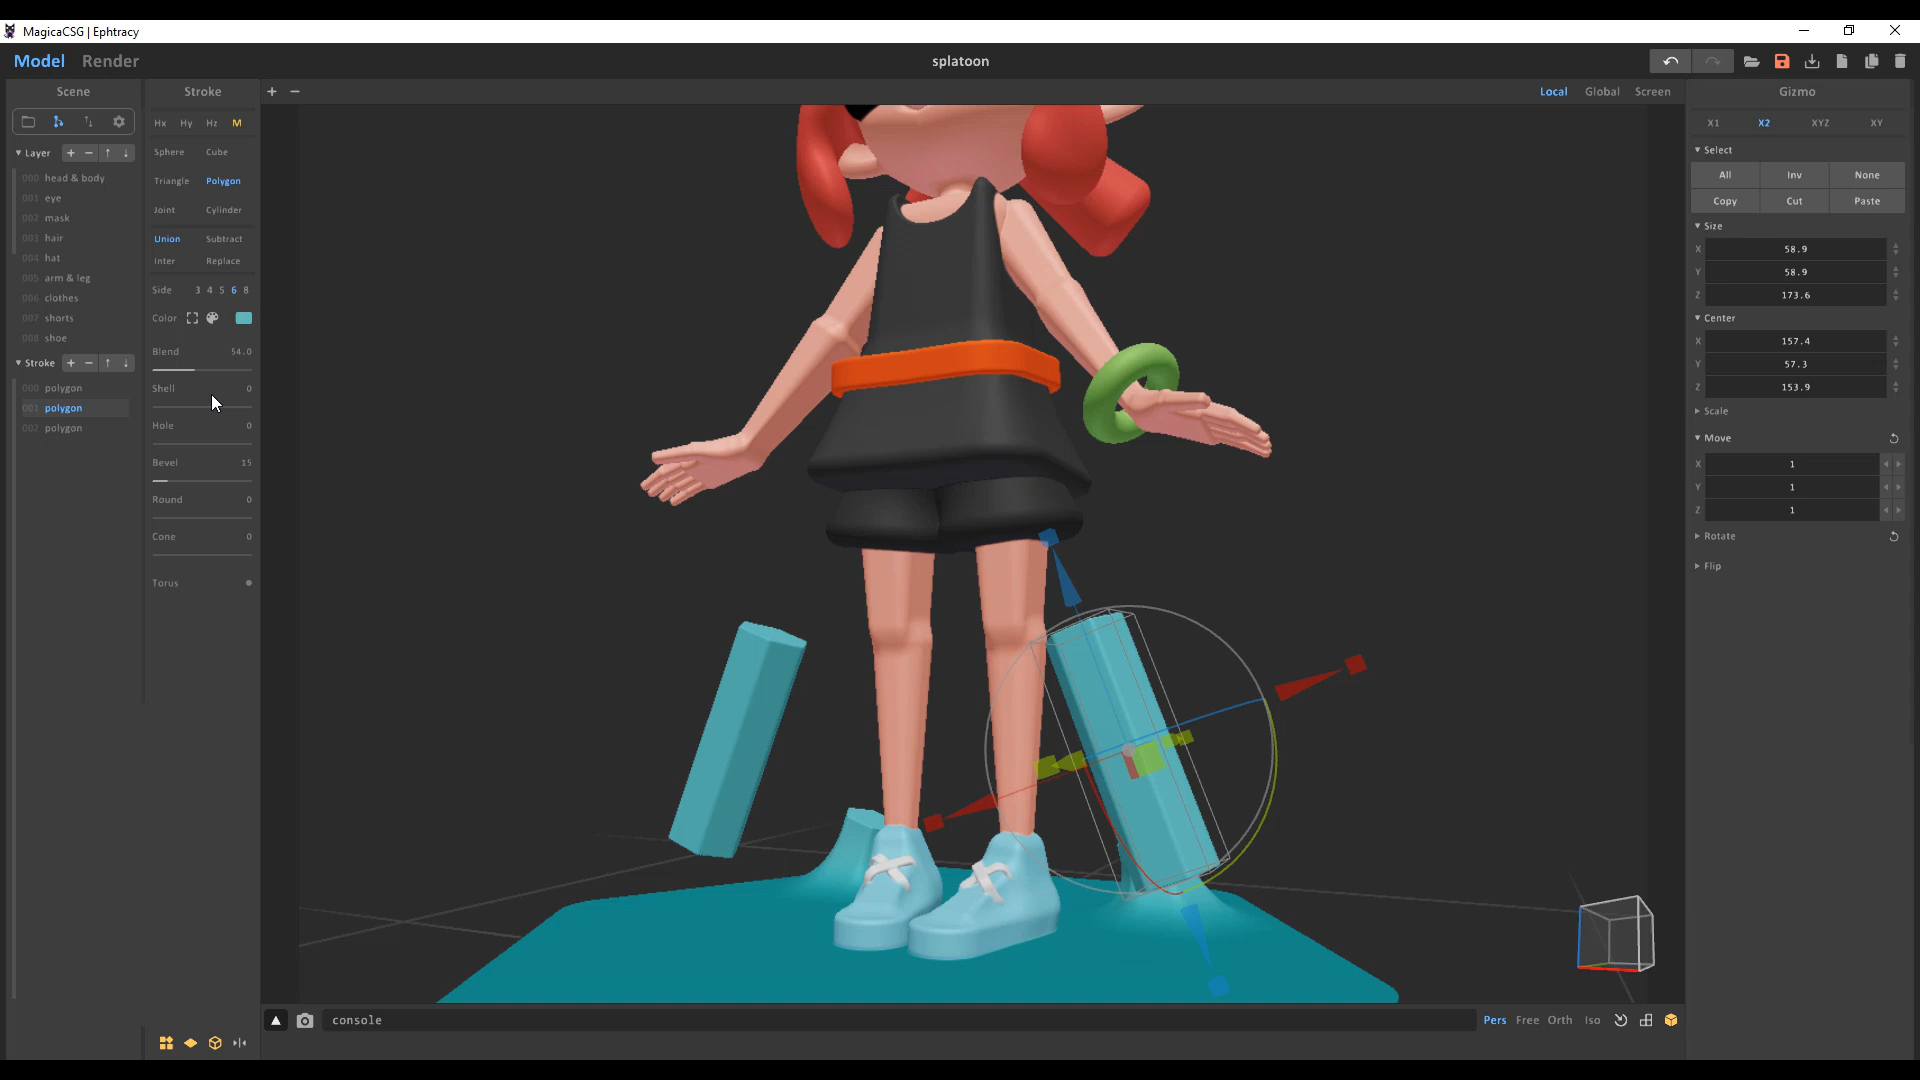 MagicaCSG | Ephtracy
Model Render
splatoon
Scene
Stroke
+ −
Local Global Screen
Gizmo
Hx Hy Hz M
X1 X2 XYZ XY
Layer + − ↑ ↓
Sphere Cube
Select
000 head & body
Triangle Polygon
All Inv None
001 eye
Copy Cut Paste
002 mask
Joint Cylinder
003 hair
Union Subtract
Size
004 hat
Inter Replace
X 58.9
005 arm & leg
Y 58.9
006 clothes
Side 3 4 5 6 8
Z 173.6
007 shorts
Color
Center
008 shoe
X 157.4
Blend 54.0
Stroke + − ↑ ↓
Y 57.3
000 polygon
Shell 0
Z 153.9
001 polygon
Scale
002 polygon
Hole 0
Move
Bevel 15
X 1
Y 1
Round 0
Z 1
Cone 0
Rotate
Flip
Torus
console
Pers Free Orth Iso